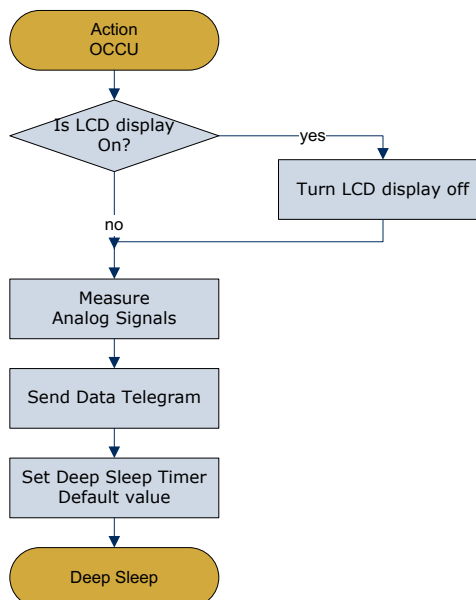 Action
OCCU
Is LCD display
On?
yes
Turn LCD display off
no
Measure
Analog Signals
Send Data Telegram
Set Deep Sleep Timer
Default value
Deep Sleep